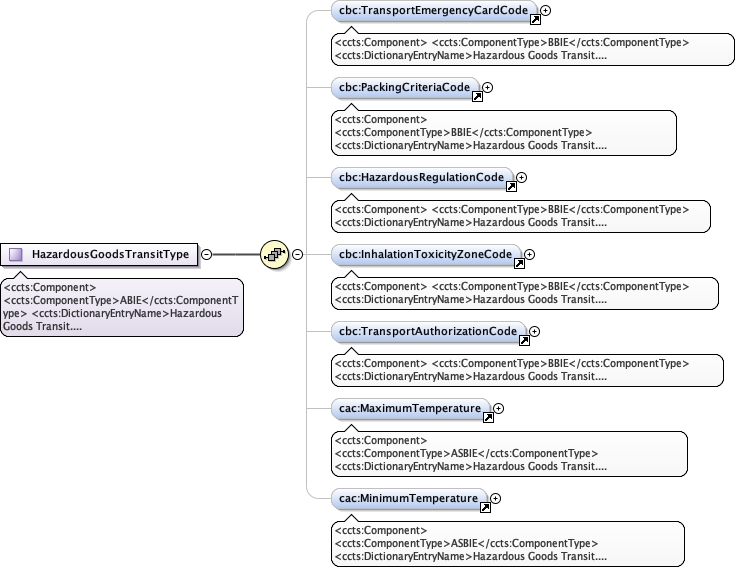 cbc:TransportEmergencyCardCode
<ccts:Component> <ccts:ComponentType>BBIE</ccts:ComponentType>
<ccts:DictionaryEntryName>Hazardous Goods Transit....
cbc:PackingCriteriaCode
<ccts:Component>
<ccts:ComponentType>BBIE</ccts:ComponentType>
<ccts:DictionaryEntryName>Hazardous Goods Transit....
cbc:HazardousRegulationCode
<ccts:Component> <ccts:ComponentType>BBIE</ccts:ComponentType>
<ccts:DictionaryEntryName>Hazardous Goods Transit....
HazardousGoodsTransitType
<ccts:Component>
<ccts:ComponentType>ABIE</ccts:ComponentT
ype> <ccts:DictionaryEntryName>Hazardous
Goods Transit....
cbc:InhalationToxicityZoneCode
<ccts:Component> <ccts:ComponentType>BBIE</ccts:ComponentType>
<ccts:DictionaryEntryName>Hazardous Goods Transit....
cbc:TransportAuthorizationCode
<ccts:Component> <ccts:ComponentType>BBIE</ccts:ComponentType>
<ccts:DictionaryEntryName>Hazardous Goods Transit....
cac:MaximumTemperature
<ccts:Component>
<ccts:ComponentType>ASBIE</ccts:ComponentType>
<ccts:DictionaryEntryName>Hazardous Goods Transit....
cac:MinimumTemperature
<ccts:Component>
<ccts:ComponentType>ASBIE</ccts:ComponentType>
<ccts:DictionaryEntryName>Hazardous Goods Transit....